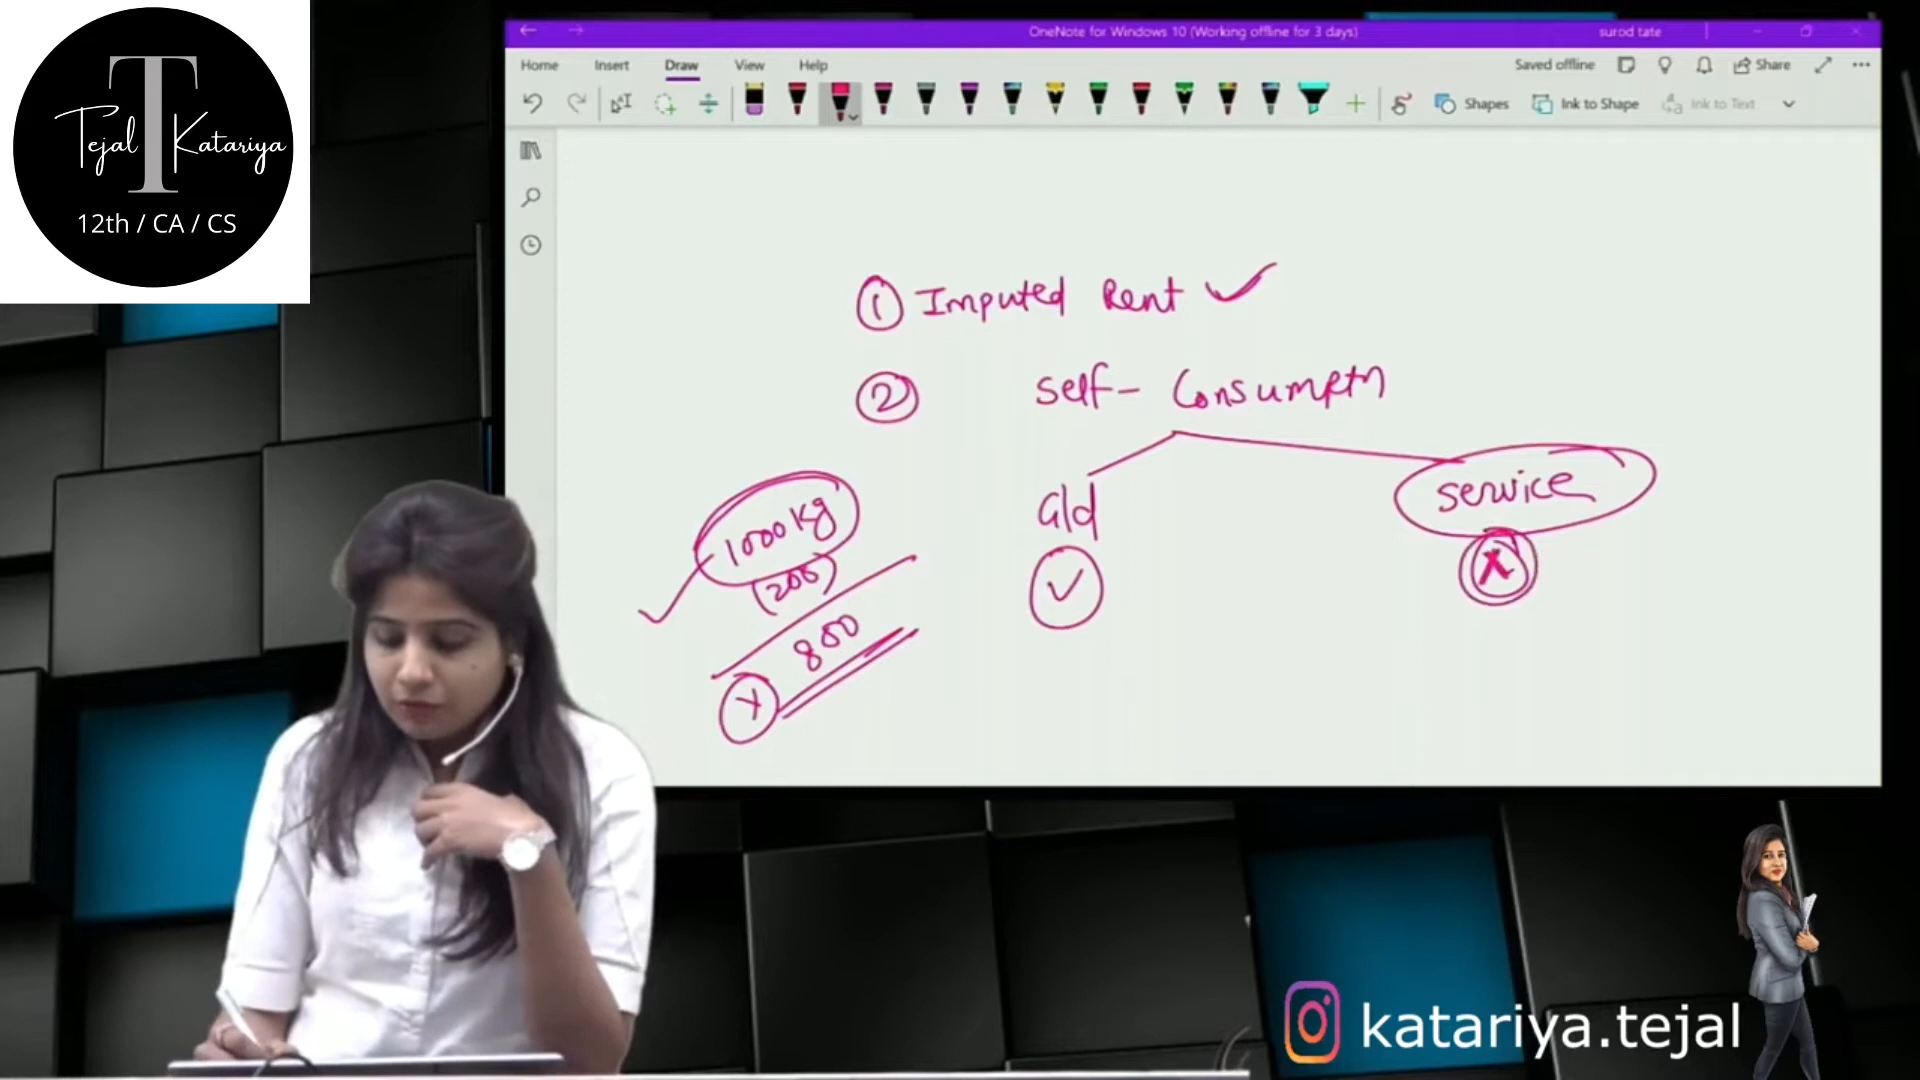 T
Tejal Katariya
12th / CA / CS
OneNote for Windows 10 (Working offline for 3 days)
surod tate
Home Insert Draw View Help
Saved offline
Share
Shapes
Ink to Shape
Ink to Text
① Imputed Rent ✓
② Self- Consumptn
G/d
✓
service
X
1000 Kg
(200)
800
X
katariya.tejal